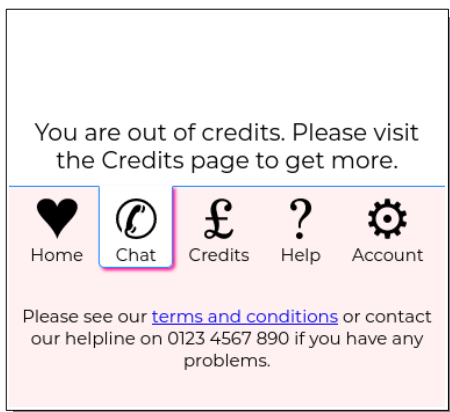 You are out of credits. Please visit
the Credits page to get more.
£ ?
Home Chat Credits Help Account
Please see our terms and conditions or contact
our helpline on 0123 4567 890 if you have any
problems.